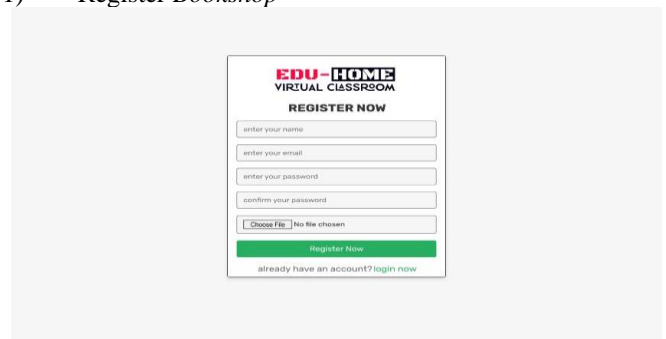 1) Register Bookshop
EDU-HOME
VIRTUAL CLASSROOM
REGISTER NOW
enter your name
enter your email
enter your password
confirm your password
Choose File No file chosen
Register Now
already have an account? login now